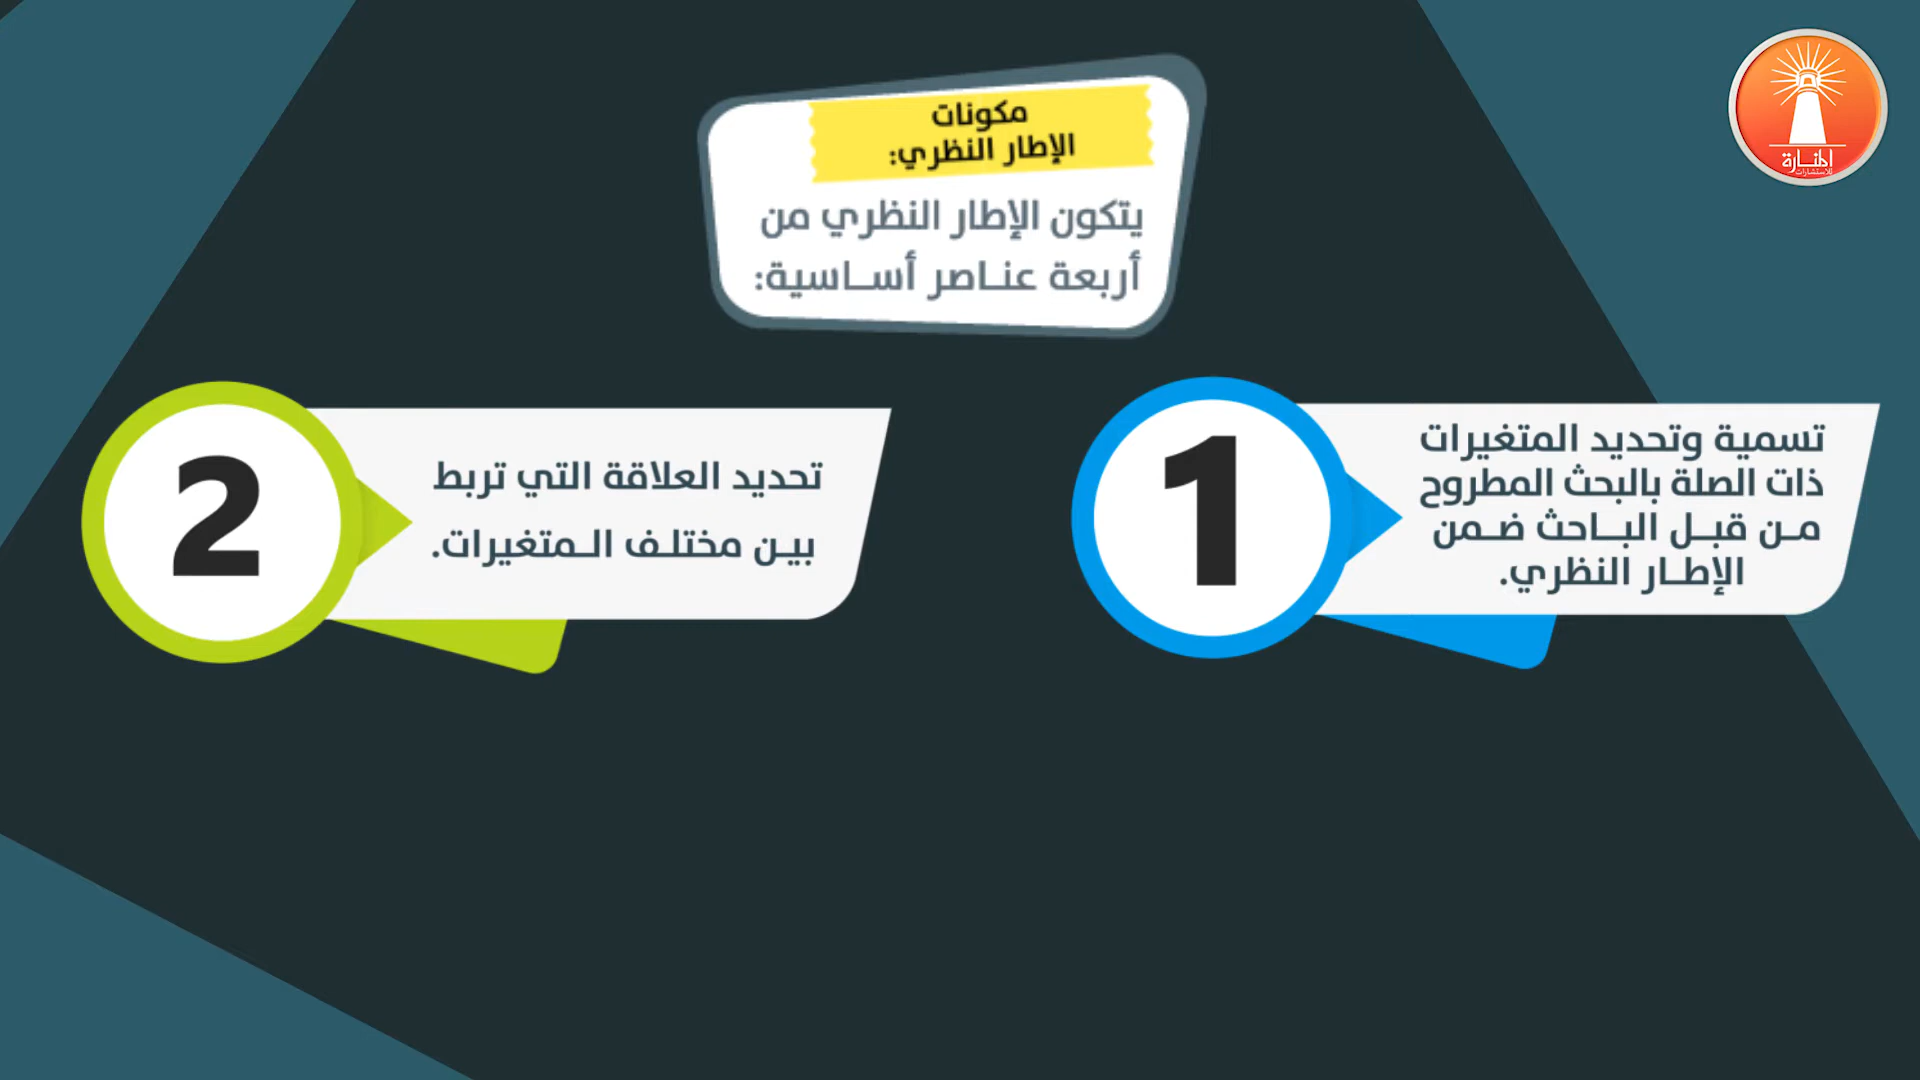 مكونات
الإطار النظري:
يتكون الإطار النظري من
أربعة عناصر أساسية:
1
تسمية وتحديد المتغيرات
ذات الصلة بالبحث المطروح
من قبل الباحث ضمن
الإطار النظري.
2
تحديد العلاقة التي تربط
بين مختلف المتغيرات.
المنارة
للاستشارات